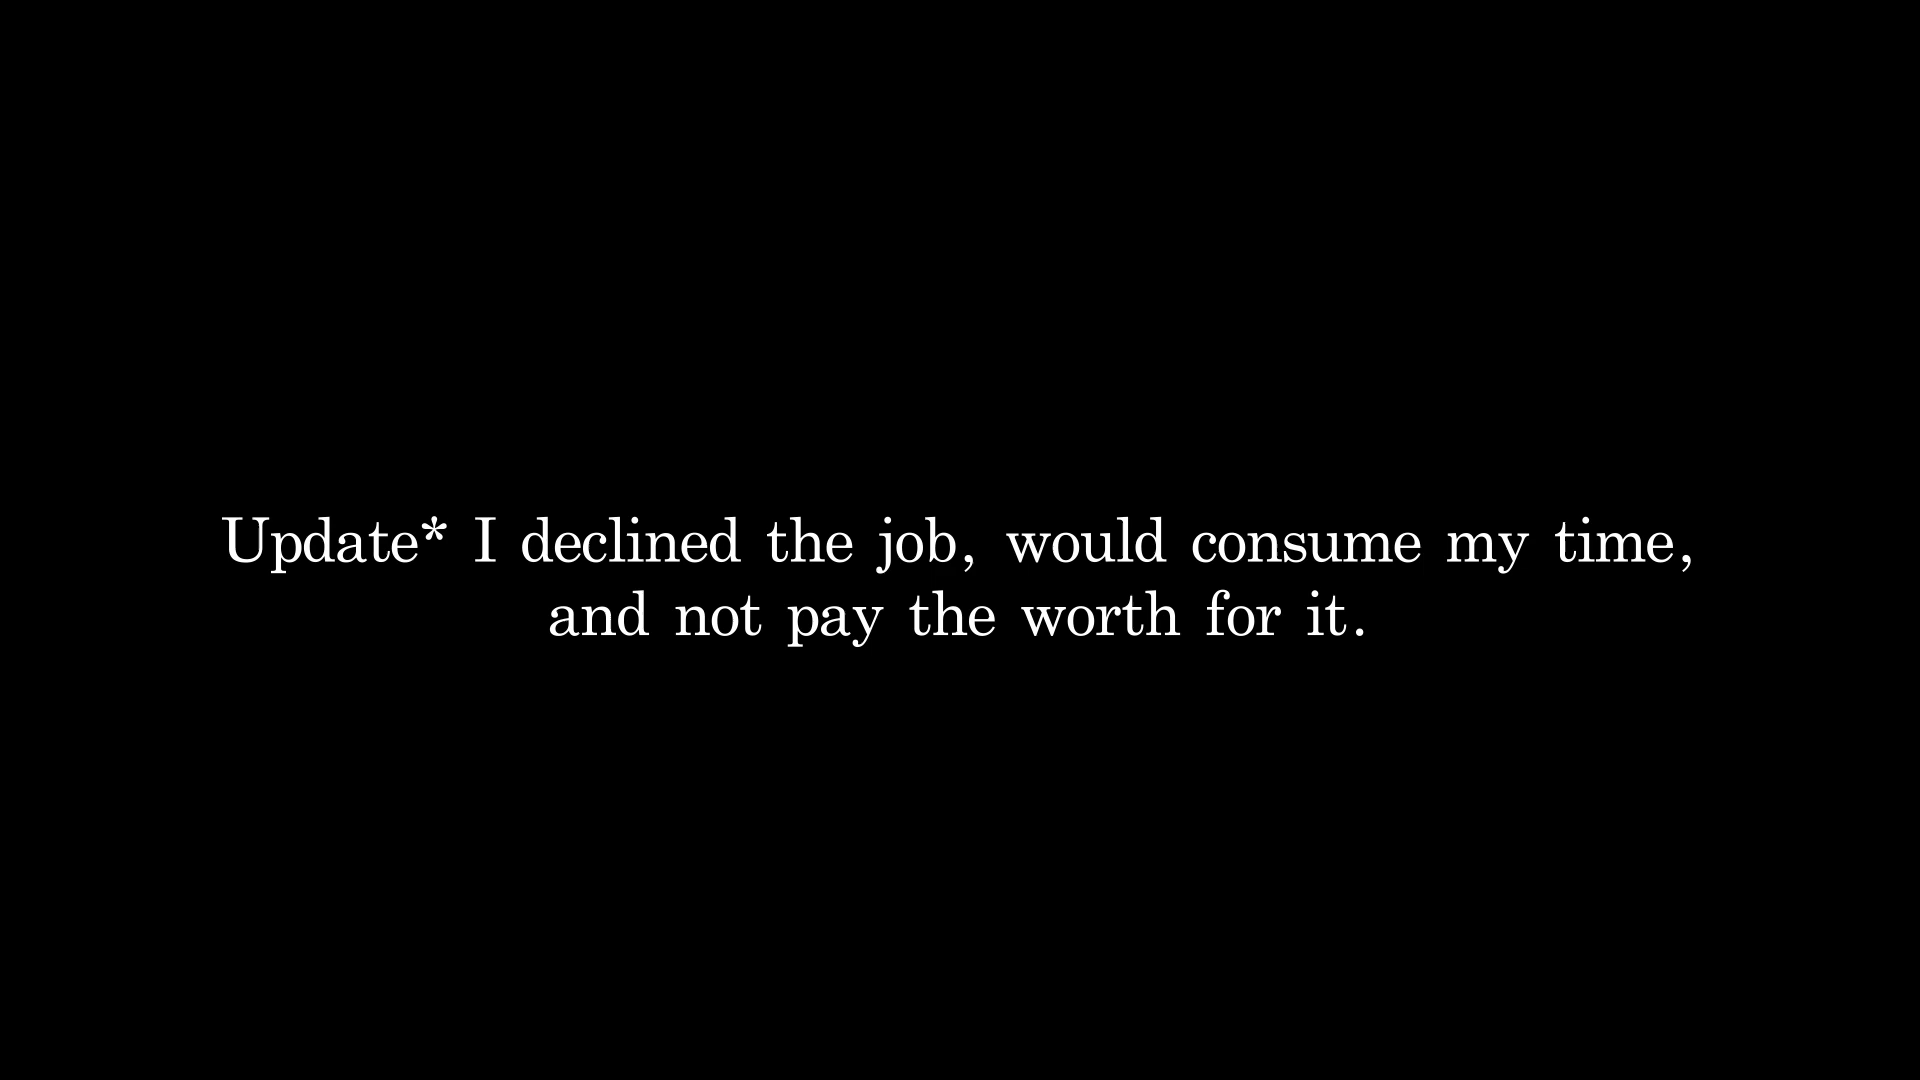 Update* I declined the job, would consume my time,
and not pay the worth for it.